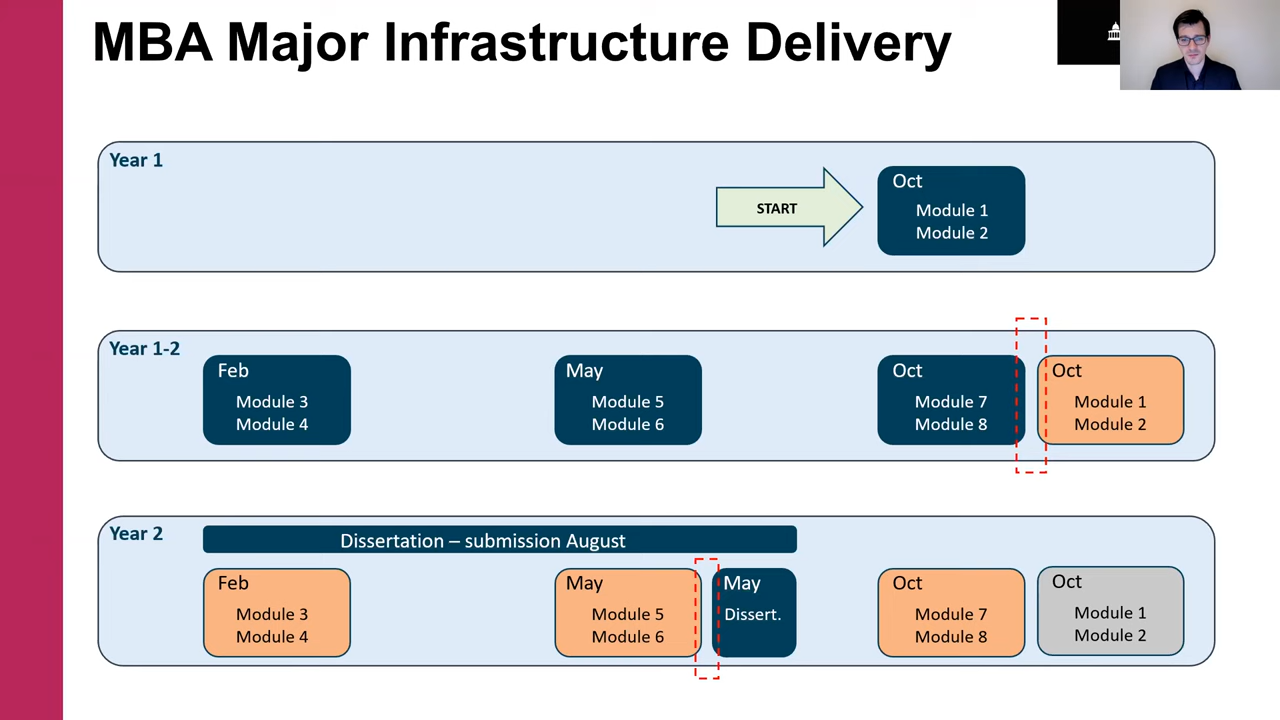 MBA Major Infrastructure Delivery
Year 1
START
Oct
Module 1
Module 2
Year 1-2
Feb
Module 3
Module 4
May
Module 5
Module 6
Oct
Module 7
Module 8
Oct
Module 1
Module 2
Year 2
Dissertation – submission August
Feb
Module 3
Module 4
May
Module 5
Module 6
May
Dissert.
Oct
Module 7
Module 8
Oct
Module 1
Module 2